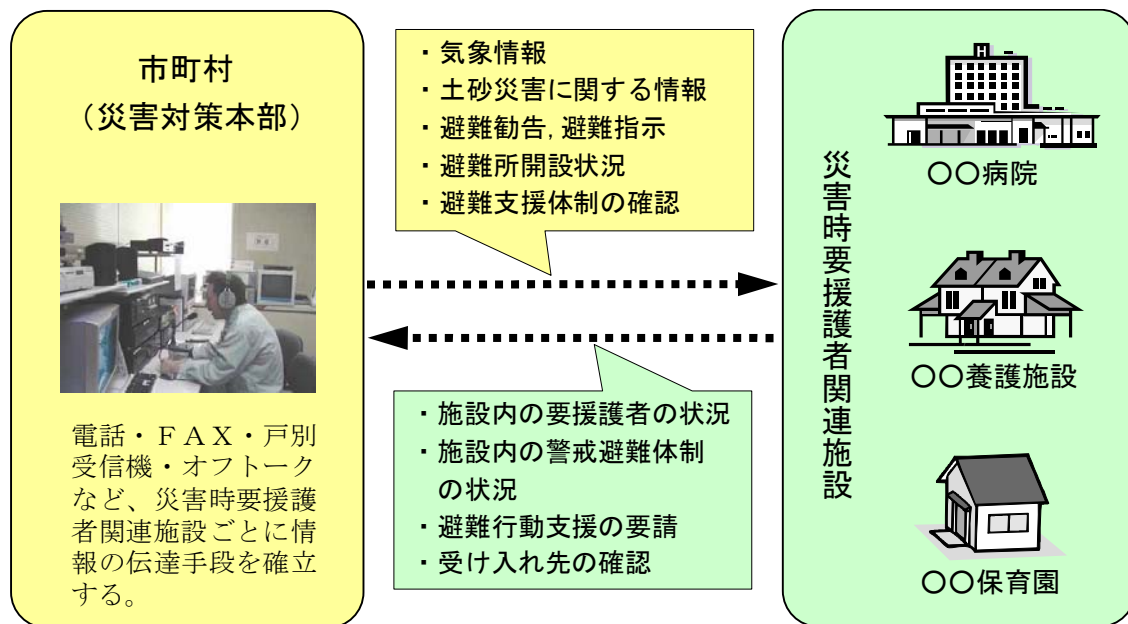 市町村
（災害対策本部）
電話・ＦＡＸ・戸別
受信機・オフトーク
など、災害時要援護
者関連施設ごとに情
報の伝達手段を確立
する。
・気象情報
・土砂災害に関する情報
・避難勧告,避難指示
・避難所開設状況
・避難支援体制の確認
・施設内の要援護者の状況
・施設内の警戒避難体制
の状況
・避難行動支援の要請
・受け入れ先の確認
災害時要援護者関連施設
〇〇病院
〇〇養護施設
〇〇保育園